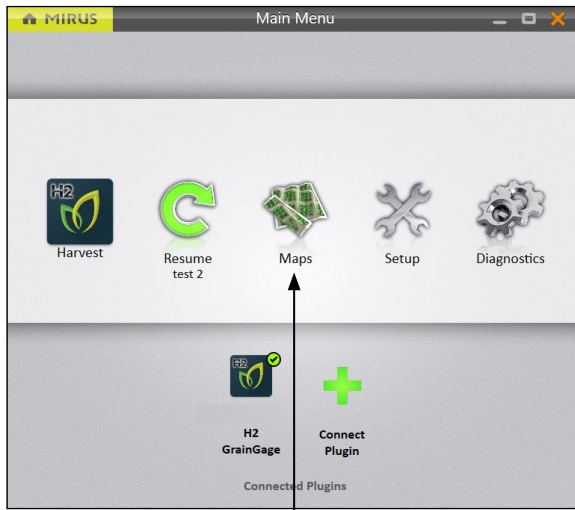 MIRUS
Main Menu
H2
Harvest
Resume
test 2
Maps
Setup
Diagnostics
H2
H2
GrainGage
Connect
Plugin
Connected Plugins